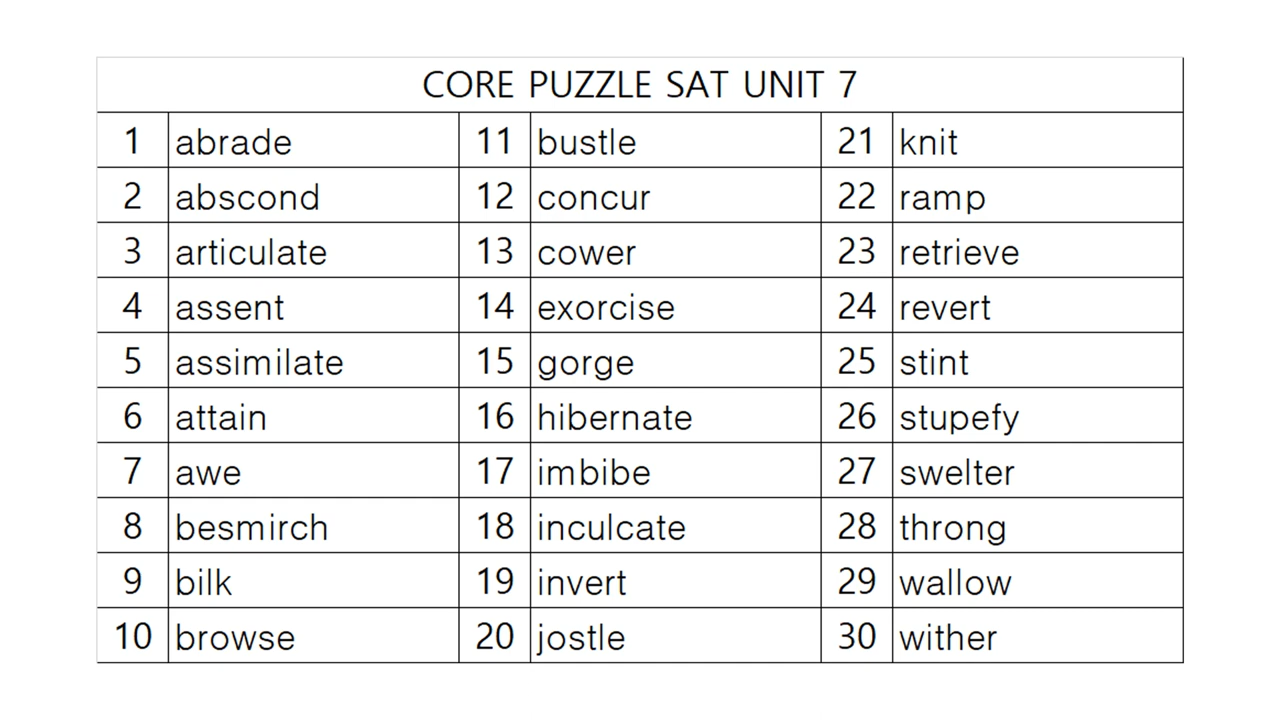 CORE PUZZLE SAT UNIT 7
1 abrade 11 bustle 21 knit
2 abscond 12 concur 22 ramp
3 articulate 13 cower 23 retrieve
4 assent 14 exorcise 24 revert
5 assimilate 15 gorge 25 stint
6 attain 16 hibernate 26 stupefy
7 awe 17 imbibe 27 swelter
8 besmirch 18 inculcate 28 throng
9 bilk 19 invert 29 wallow
10 browse 20 jostle 30 wither